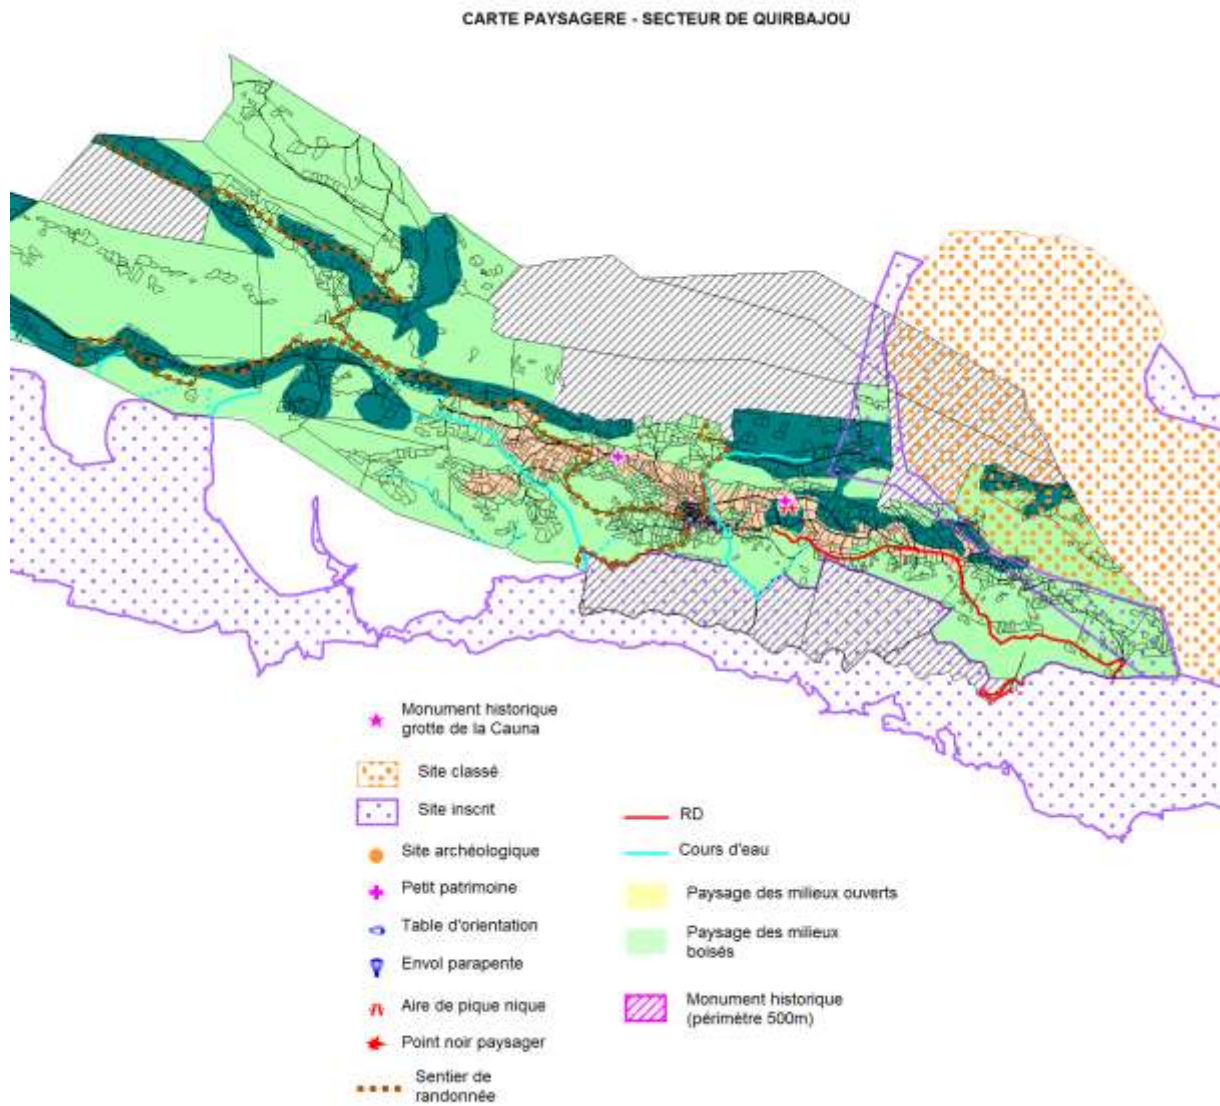 CARTE PAYSAGERE - SECTEUR DE QUIRBAJOU
Monument historique
grotte de la Cauna
Site classé
Site inscrit
Site archéologique
Petit patrimoine
Table d'orientation
Envol parapente
Aire de pique nique
Point noir paysager
Sentier de
randonnée
RD
Cours d'eau
Paysage des milieux ouverts
Paysage des milieux
boisés
Monument historique
(périmètre 500m)